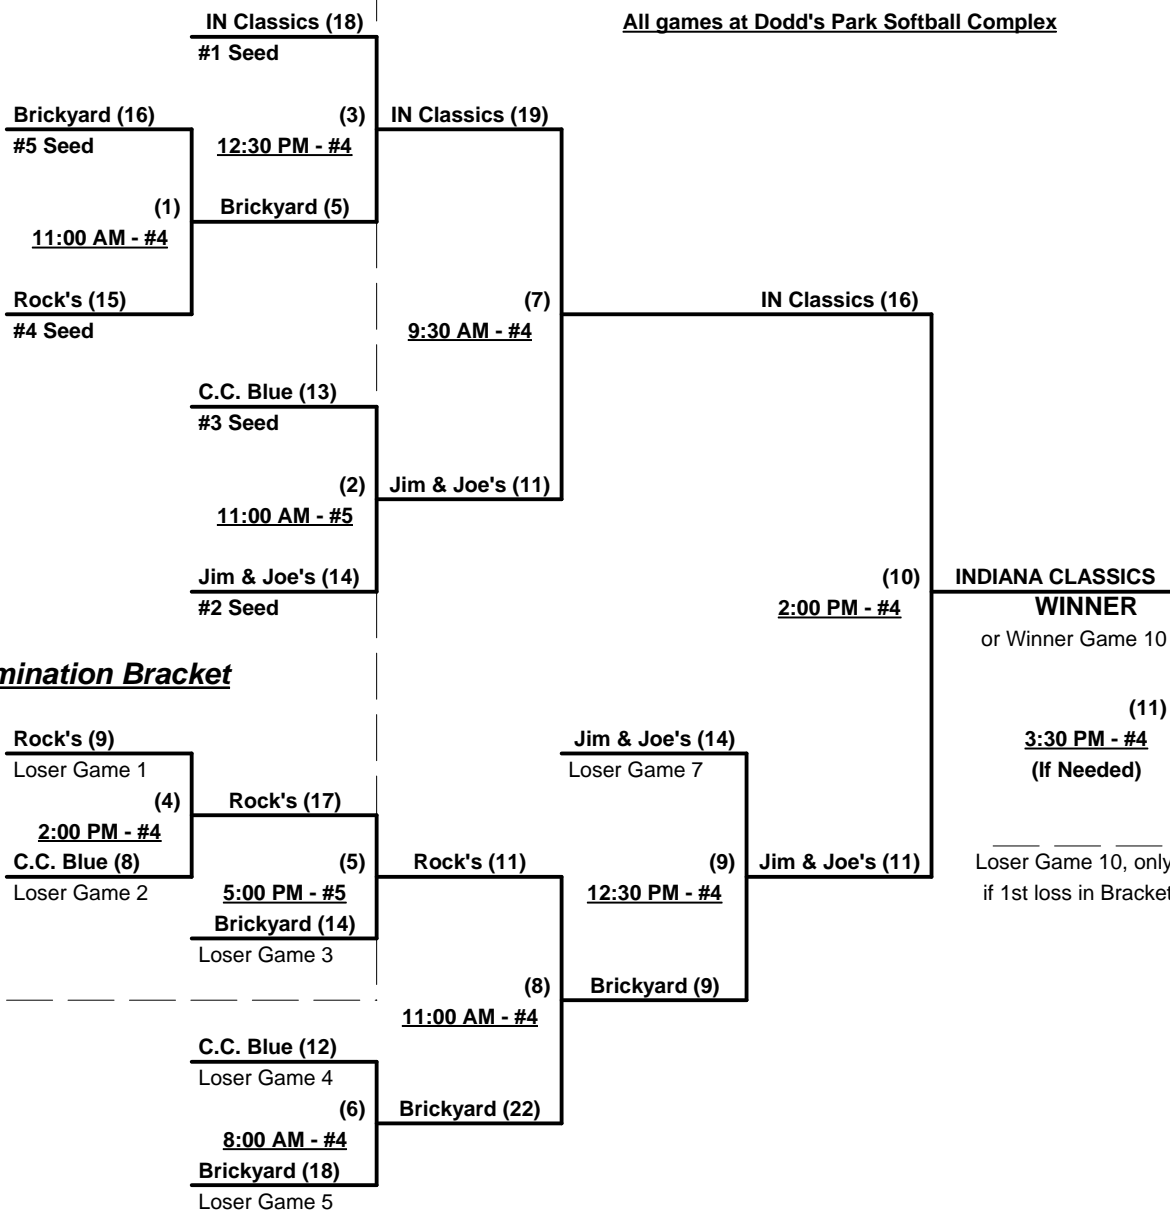 IN Classics (18)
All games at Dodd's Park Softball Complex
#1 Seed
Brickyard (16)
(3)
IN Classics (19)
#5 Seed
12:30 PM - #4
(1)
Brickyard (5)
11:00 AM - #4
Rock's (15)
(7)
IN Classics (16)
#4 Seed
9:30 AM - #4
C.C. Blue (13)
#3 Seed
(2)
Jim & Joe's (11)
11:00 AM - #5
Jim & Joe's (14)
(10)
INDIANA CLASSICS
#2 Seed
2:00 PM - #4
WINNER
or Winner Game 10
mination Bracket
(11)
Rock's (9)
Jim & Joe's (14)
3:30 PM - #4
Loser Game 1
Loser Game 7
(If Needed)
(4)
Rock's (17)
2:00 PM - #4
C.C. Blue (8)
(5)
Rock's (11)
(9)
Jim & Joe's (11)
Loser Game 10, only
Loser Game 2
5:00 PM - #5
12:30 PM - #4
if 1st loss in Bracket
Brickyard (14)
Loser Game 3
(8)
Brickyard (9)
11:00 AM - #4
C.C. Blue (12)
Loser Game 4
(6)
Brickyard (22)
8:00 AM - #4
Brickyard (18)
Loser Game 5